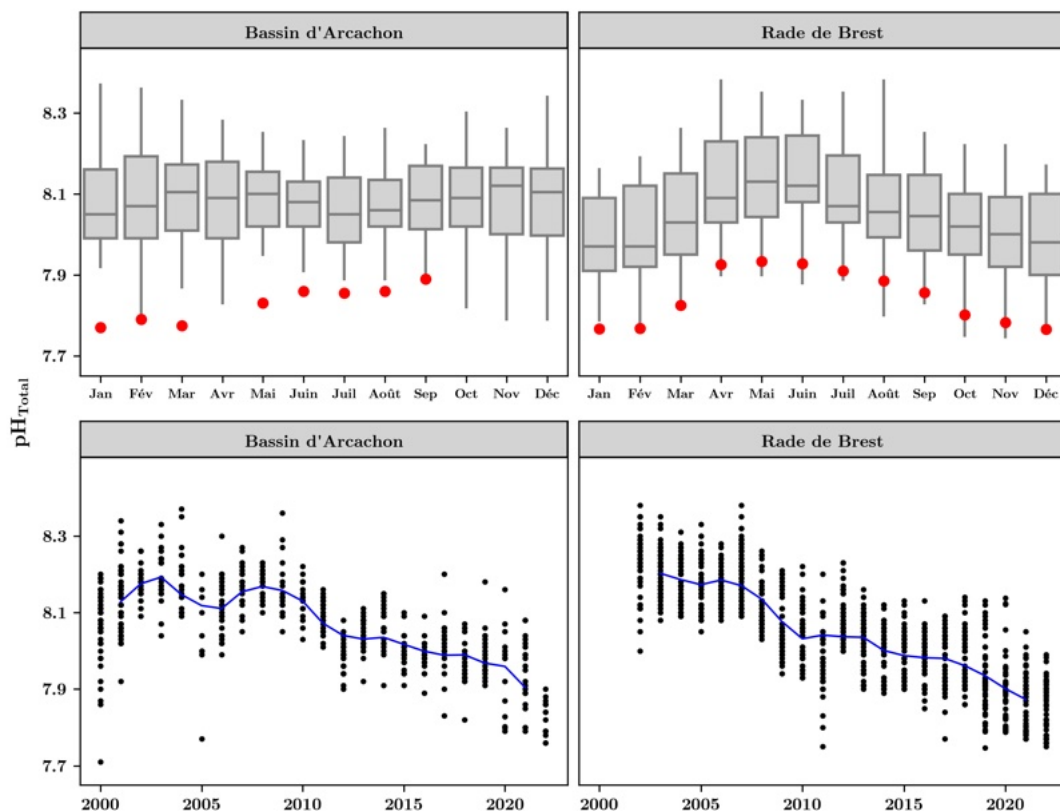 Bassin d'Arcachon Rade de Brest
8.3
8.1
7.9
7.7
Jan Fév Mar Avr Mai Juin Juil Août Sep Oct Nov Déc Jan Fév Mar Avr Mai Juin Juil Août Sep Oct Nov Déc
pHTotal
Bassin d'Arcachon Rade de Brest
8.3
8.1
7.9
7.7
2000 2005 2010 2015 2020 2000 2005 2010 2015 2020